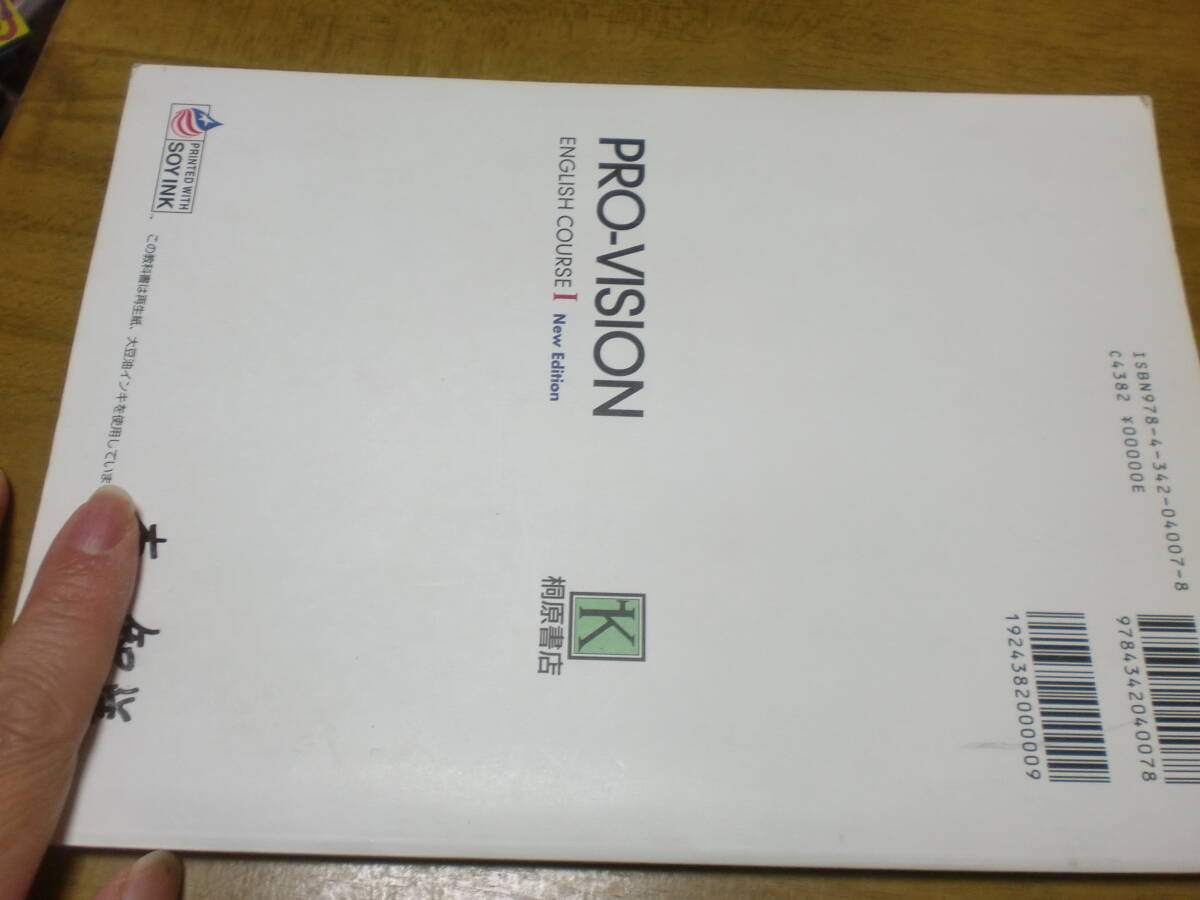 ISBN978-4-342-04007-8
C4382 ¥00000E
9784342040078
1924382000009
PRO-VISION
ENGLISH COURSE I New Edition
K
桐原書店
PRINTED WITH
SOY INK
この教科書は再生紙、大豆油インキを使用していま